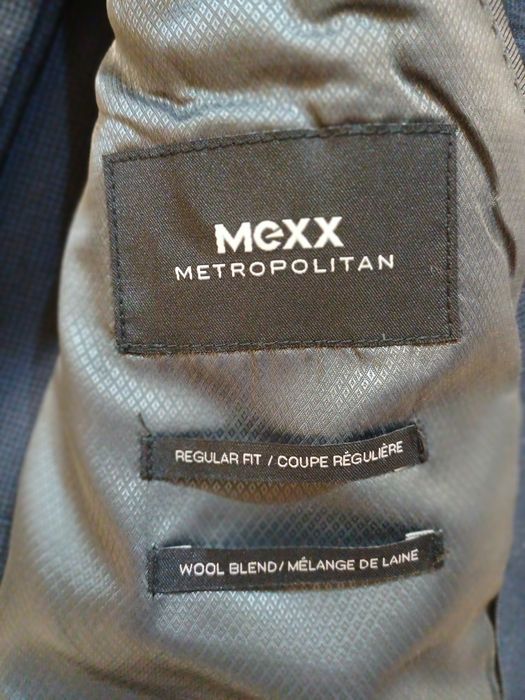 MEXX
METROPOLITAN
REGULAR FIT / COUPE RÉGULIÈRE
WOOL BLEND / MÉLANGE DE LAINE